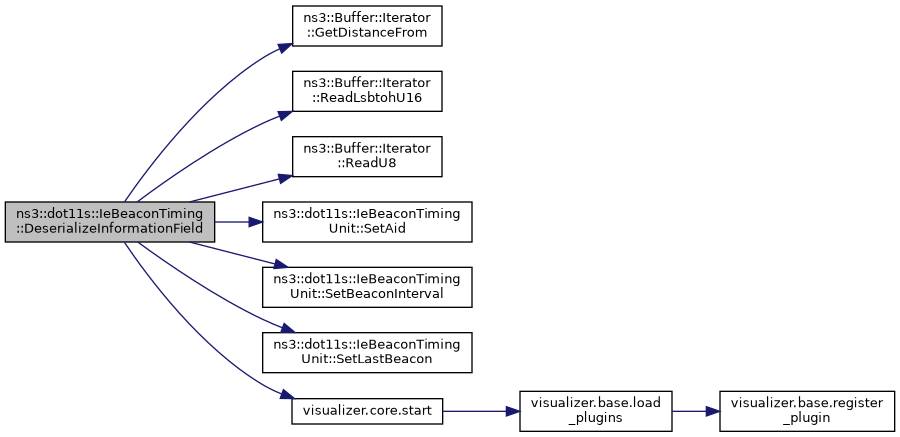 ns3::Buffer::Iterator
::GetDistanceFrom
ns3::Buffer::Iterator
::ReadLsbtohU16
ns3::Buffer::Iterator
::ReadU8
ns3::dot11s::IeBeaconTiming
::DeserializeInformationField
ns3::dot11s::IeBeaconTiming
Unit::SetAid
ns3::dot11s::IeBeaconTiming
Unit::SetBeaconInterval
ns3::dot11s::IeBeaconTiming
Unit::SetLastBeacon
visualizer.core.start
visualizer.base.load
_plugins
visualizer.base.register
_plugin